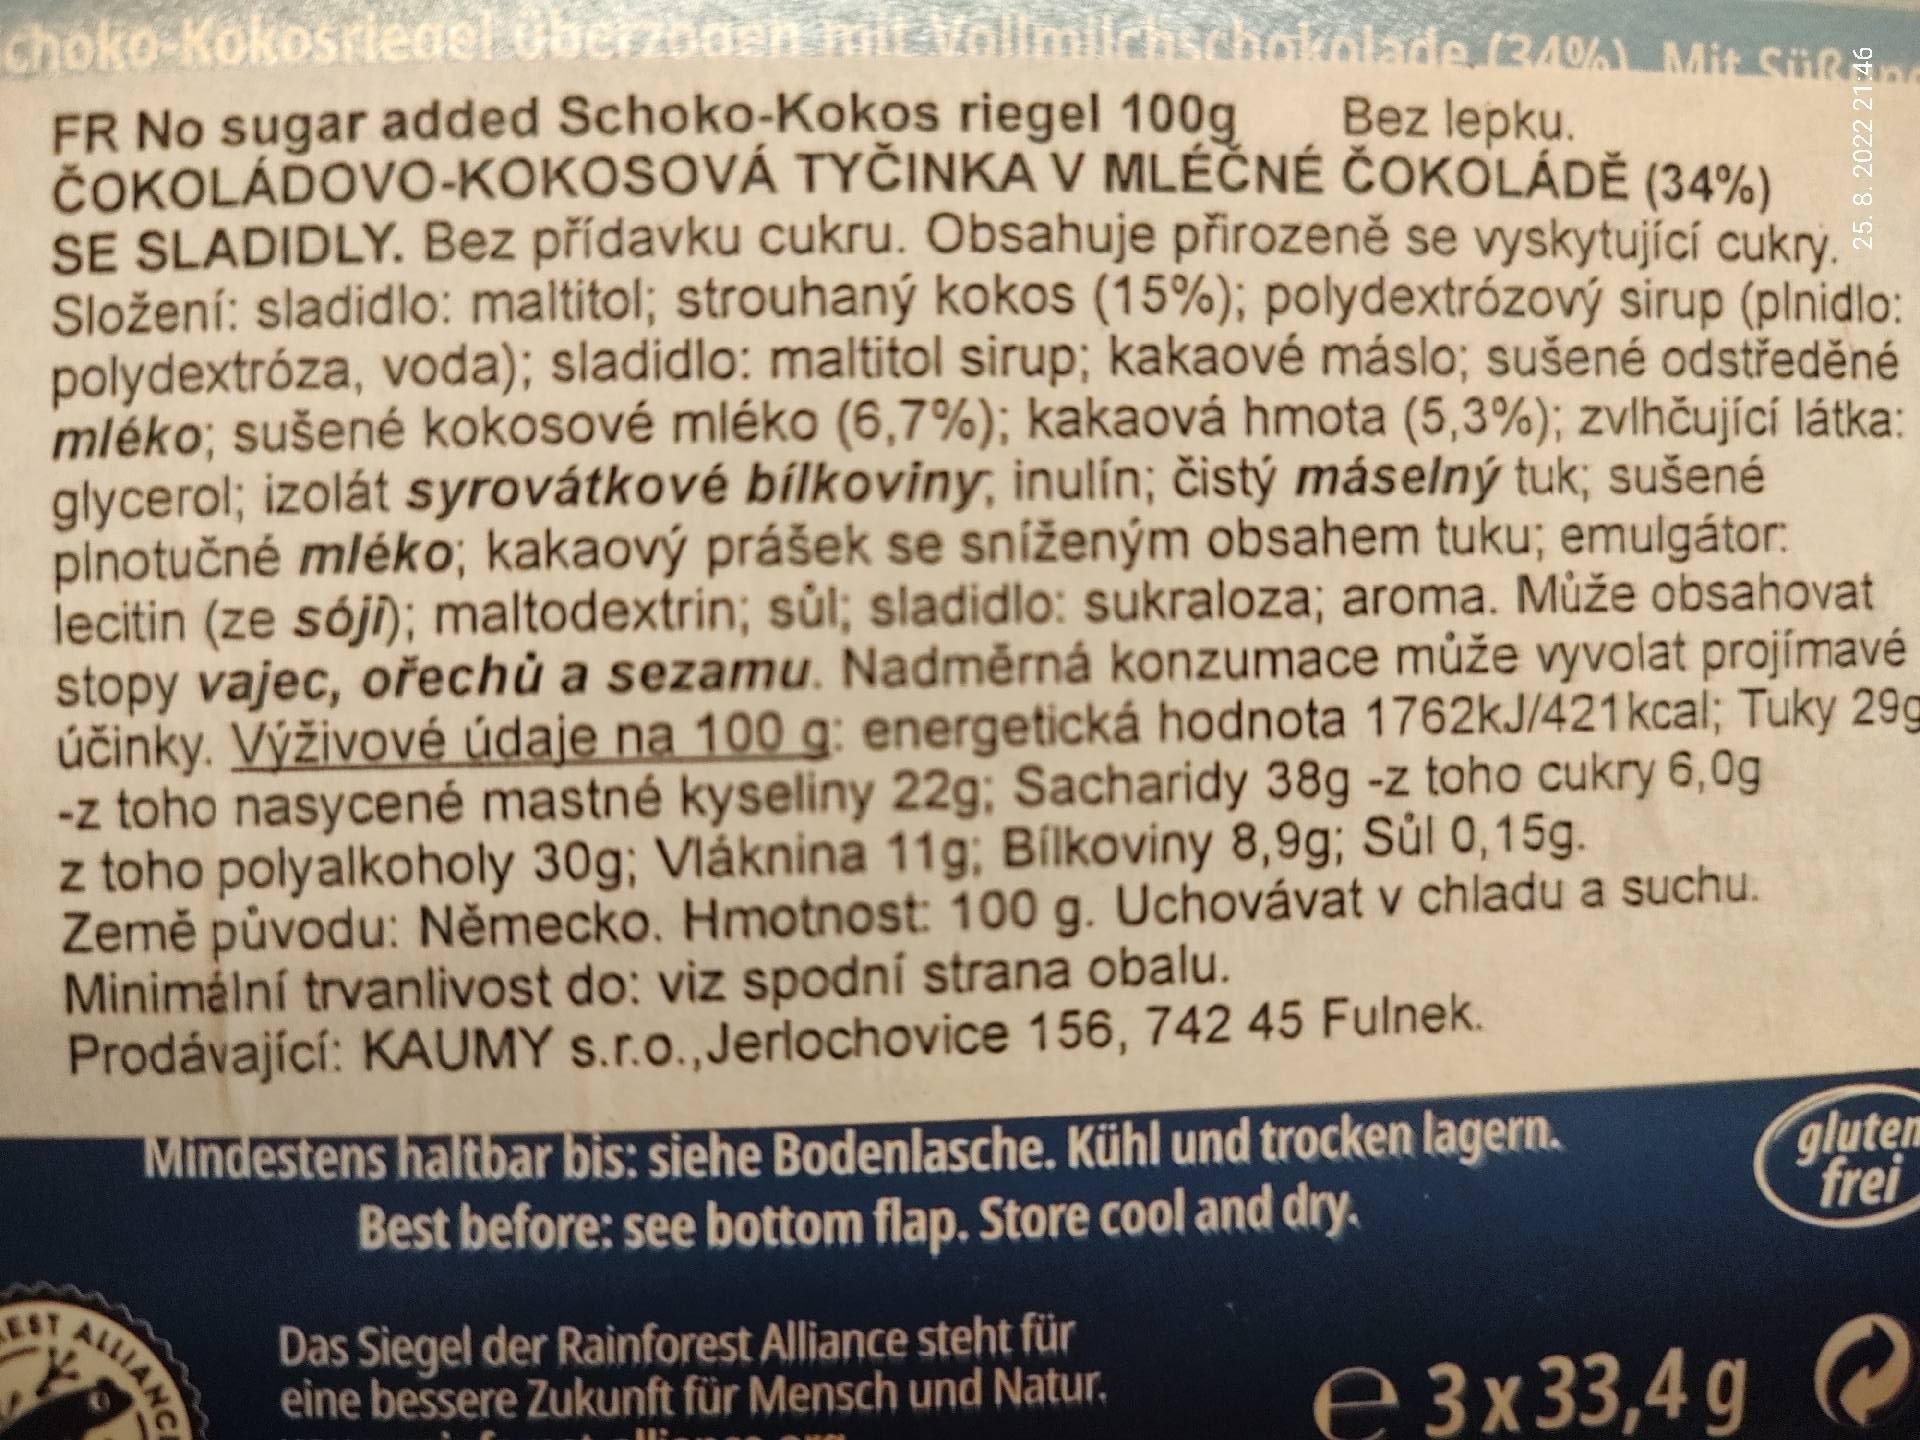 choko-Kokosriegel überzogen mit Vollmilchschokolade (34%). Mit
25. 8. 2022 21:46
FR No sugar added Schoko-Kokos riegel 100g Bez lepku.
ČOKOLÁDOVO-KOKOSOVÁ TYČINKA V MLÉČNÉ ČOKOLÁDĚ (34%)
SE SLADIDLY. Bez přídavku cukru. Obsahuje přirozeně se vyskytující cukry.
Složení: sladidlo: maltitol; strouhaný kokos (15%); polydextrózový sirup (plnidlo:
polydextróza, voda); sladidlo: maltitol sirup; kakaové máslo; sušené odstředěné
mléko; sušené kokosové mléko (6,7%); kakaová hmota (5,3%); zvlhčující látka:
glycerol; izolát syrovátkové bílkoviny; inulín; čistý máselný tuk; sušené
plnotučné mléko; kakaový prášek se sníženým obsahem tuku; emulgátor:
lecitin (ze sóji); maltodextrin; sůl; sladidlo: sukraloza; aroma. Může obsahovat
stopy vajec, ořechů a sezamu. Nadměrná konzumace může vyvolat projímavé
účinky. Výživové údaje na 100 g: energetická hodnota 1762kJ/421kcal; Tuky 29g
-z toho nasycené mastné kyseliny 22g; Sacharidy 38g -z toho cukry 6,0g
z toho polyalkoholy 30g; Vláknina 11g; Bílkoviny 8,9g; Sůl 0,15g.
Země původu: Německo. Hmotnost: 100 g. Uchovávat v chladu a suchu.
Minimální trvanlivost do: viz spodní strana obalu.
Prodávající: KAUMY s.r.o.,Jerlochovice 156, 742 45 Fulnek.
Mindestens haltbar bis: siehe Bodenlasche. Kühl und trocken lagern.
Best before: see bottom flap. Store cool and dry.
gluten
frei
EST ALLIANCE
Das Siegel der Rainforest Alliance steht für
eine bessere Zukunft für Mensch und Natur.
e 3 x 33,4 g